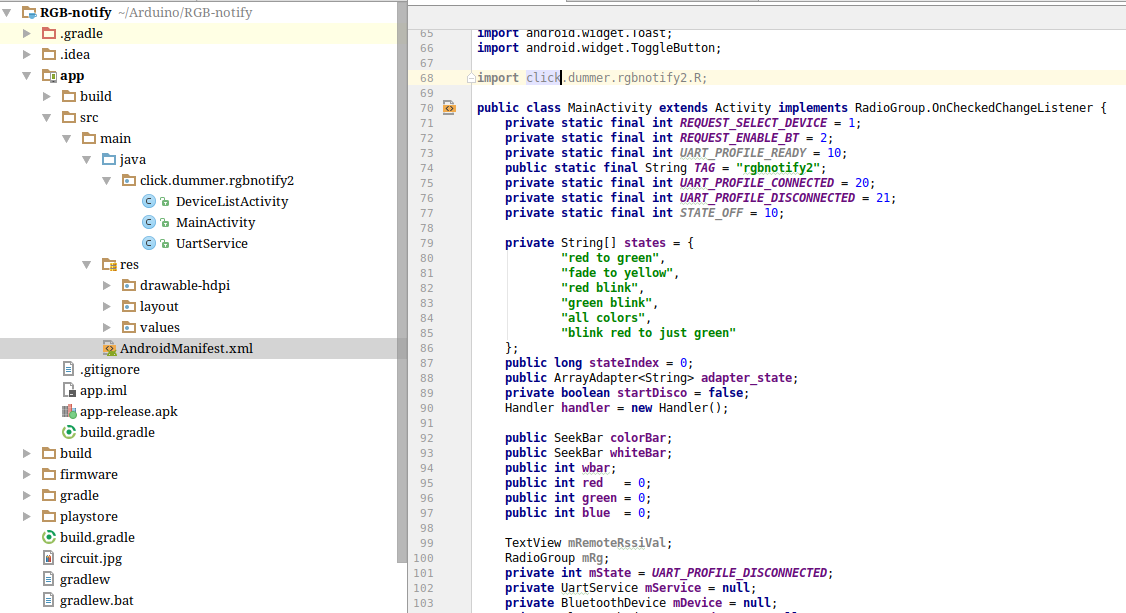 RGB-notify ~/Arduino/RGB-notify
.gradle
.idea
app
build
src
main
java
click.dummer.rgbnotify2
DeviceListActivity
MainActivity
UartService
res
drawable-hdpi
layout
values
AndroidManifest.xml
.gitignore
app.iml
app-release.apk
build.gradle
build
firmware
gradle
playstore
build.gradle
circuit.jpg
gradlew
gradlew.bat
65 import android.widget.Toast;
66 import android.widget.ToggleButton;
67
68 import click.dummer.rgbnotify2.R;
69
70 public class MainActivity extends Activity implements RadioGroup.OnCheckedChangeListener {
71 private static final int REQUEST_SELECT_DEVICE = 1;
72 private static final int REQUEST_ENABLE_BT = 2;
73 private static final int UART_PROFILE_READY = 10;
74 public static final String TAG = "rgbnotify2";
75 private static final int UART_PROFILE_CONNECTED = 20;
76 private static final int UART_PROFILE_DISCONNECTED = 21;
77 private static final int STATE_OFF = 10;
78
79 private String[] states = {
80 "red to green",
81 "fade to yellow",
82 "red blink",
83 "green blink",
84 "all colors",
85 "blink red to just green"
86 };
87 public long stateIndex = 0;
88 public ArrayAdapter<String> adapter_state;
89 private boolean startDisco = false;
90 Handler handler = new Handler();
91
92 public SeekBar colorBar;
93 public SeekBar whiteBar;
94 public int wbar;
95 public int red = 0;
96 public int green = 0;
97 public int blue = 0;
98
99 TextView mRemoteRssiVal;
100 RadioGroup mRg;
101 private int mState = UART_PROFILE_DISCONNECTED;
102 private UartService mService = null;
103 private BluetoothDevice mDevice = null;